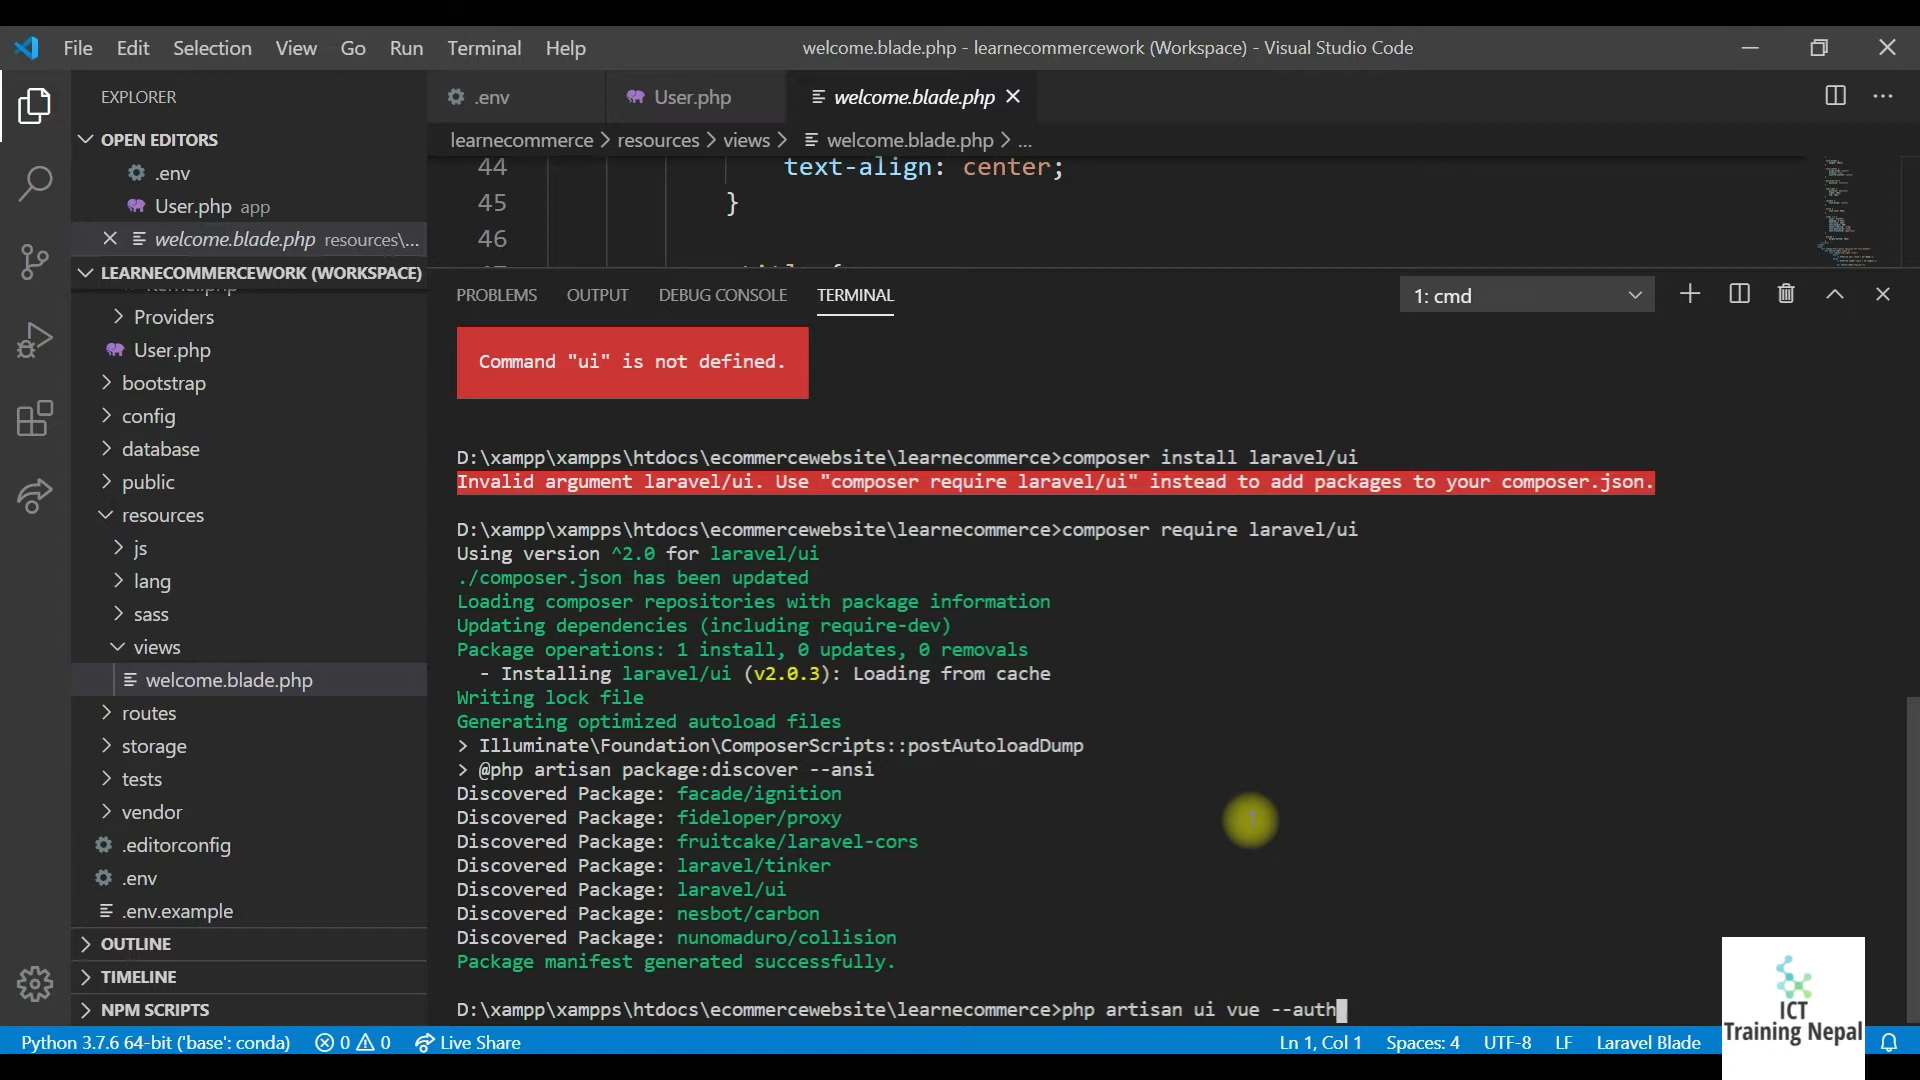 File Edit Selection View Go Run Terminal Help
welcome.blade.php - learnecommercework (Workspace) - Visual Studio Code
EXPLORER
OPEN EDITORS
.env
User.php app
welcome.blade.php resources\...
LEARNECOMMERCEWORK (WORKSPACE)
Kernel.php
Providers
User.php
bootstrap
config
database
public
resources
js
lang
sass
views
welcome.blade.php
routes
storage
tests
vendor
.editorconfig
.env
.env.example
OUTLINE
TIMELINE
NPM SCRIPTS
.env
User.php
welcome.blade.php
learnecommerce > resources > views > welcome.blade.php > ...
44 text-align: center;
45 }
46
PROBLEMS OUTPUT DEBUG CONSOLE TERMINAL
1: cmd
Command "ui" is not defined.
D:\xampp\xampps\htdocs\ecommercewebsite\learnecommerce>composer install laravel/ui
Invalid argument laravel/ui. Use "composer require laravel/ui" instead to add packages to your composer.json.
D:\xampp\xampps\htdocs\ecommercewebsite\learnecommerce>composer require laravel/ui
Using version ^2.0 for laravel/ui
./composer.json has been updated
Loading composer repositories with package information
Updating dependencies (including require-dev)
Package operations: 1 install, 0 updates, 0 removals
- Installing laravel/ui (v2.0.3): Loading from cache
Writing lock file
Generating optimized autoload files
> Illuminate\Foundation\ComposerScripts::postAutoloadDump
> @php artisan package:discover --ansi
Discovered Package: facade/ignition
Discovered Package: fideloper/proxy
Discovered Package: fruitcake/laravel-cors
Discovered Package: laravel/tinker
Discovered Package: laravel/ui
Discovered Package: nesbot/carbon
Discovered Package: nunomaduro/collision
Package manifest generated successfully.
D:\xampp\xampps\htdocs\ecommercewebsite\learnecommerce>php artisan ui vue --auth
ICT
Training Nepal
Python 3.7.6 64-bit ('base': conda) 0 0 Live Share
Ln 1, Col 1 Spaces: 4 UTF-8 LF Laravel Blade